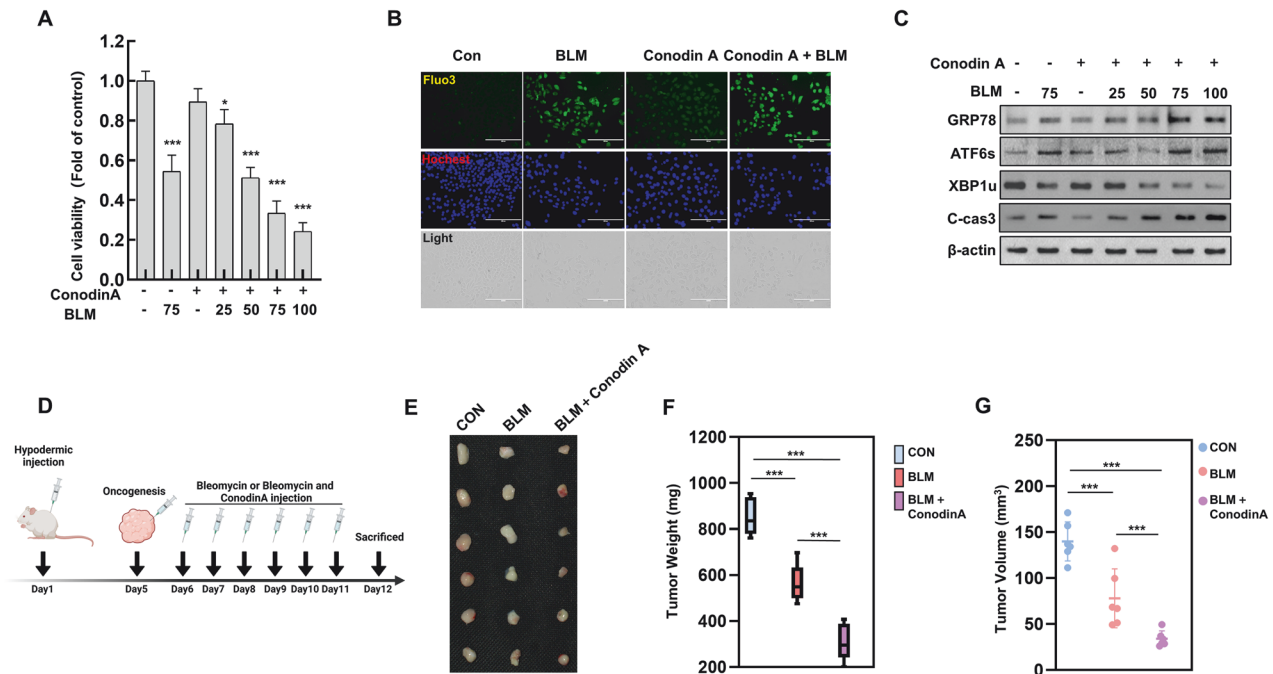 A
Cell viability (Fold of control)
1.2
1.0
0.8
0.6
0.4
0.2
0.0
***
*
***
***
***
ConodinA - - + + + + +
BLM - 75 - 25 50 75 100
B
Con BLM Conodin A Conodin A + BLM
Fluo3
Hochest
Light
C
Conodin A - - + + + + +
BLM - 75 - 25 50 75 100
GRP78
ATF6s
XBP1u
C-cas3
β-actin
D
Hypodermic
injection
Oncogenesis
Bleomycin or Bleomycin and
ConodinA injection
Sacrificed
Day1 Day5 Day6 Day7 Day8 Day9 Day10 Day11 Day12
E
CON BLM BLM + Conodin A
F
Tumor Weight (mg)
1200
1000
800
600
400
200
***
***
***
CON
BLM
BLM +
ConodinA
G
Tumor Volume (mm³)
250
200
150
100
50
0
***
***
***
CON
BLM
BLM +
ConodinA